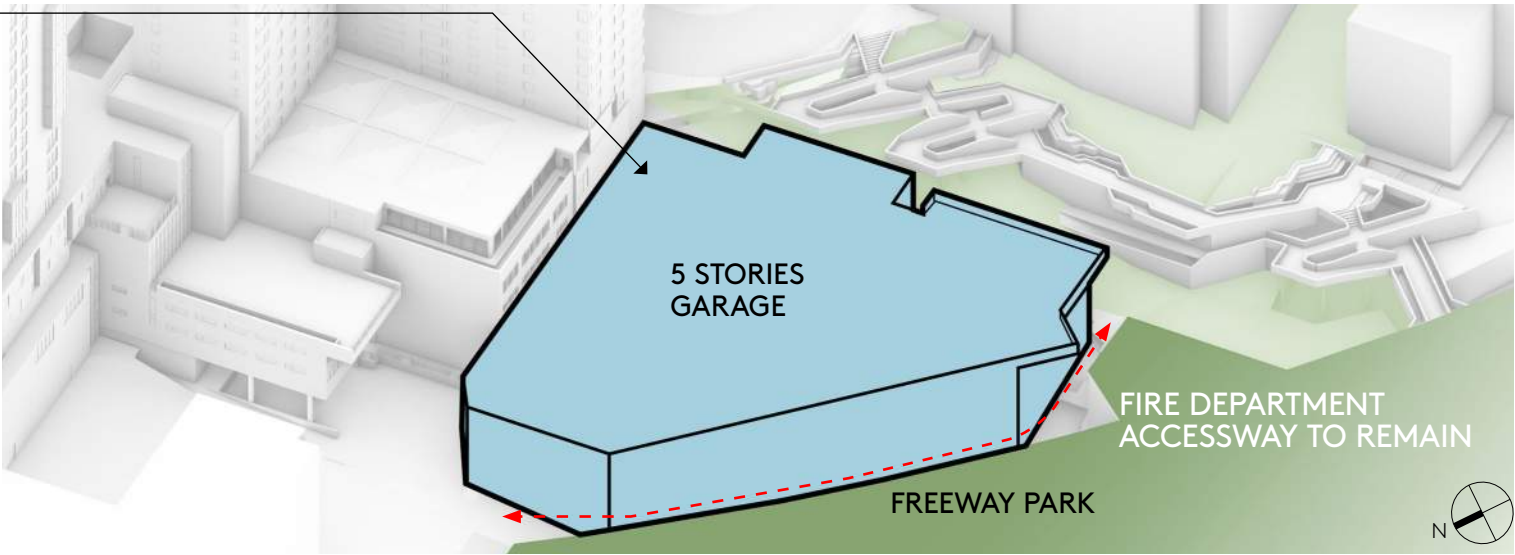 5 STORIES
GARAGE
FIRE DEPARTMENT
ACCESSWAY TO REMAIN
FREEWAY PARK
N